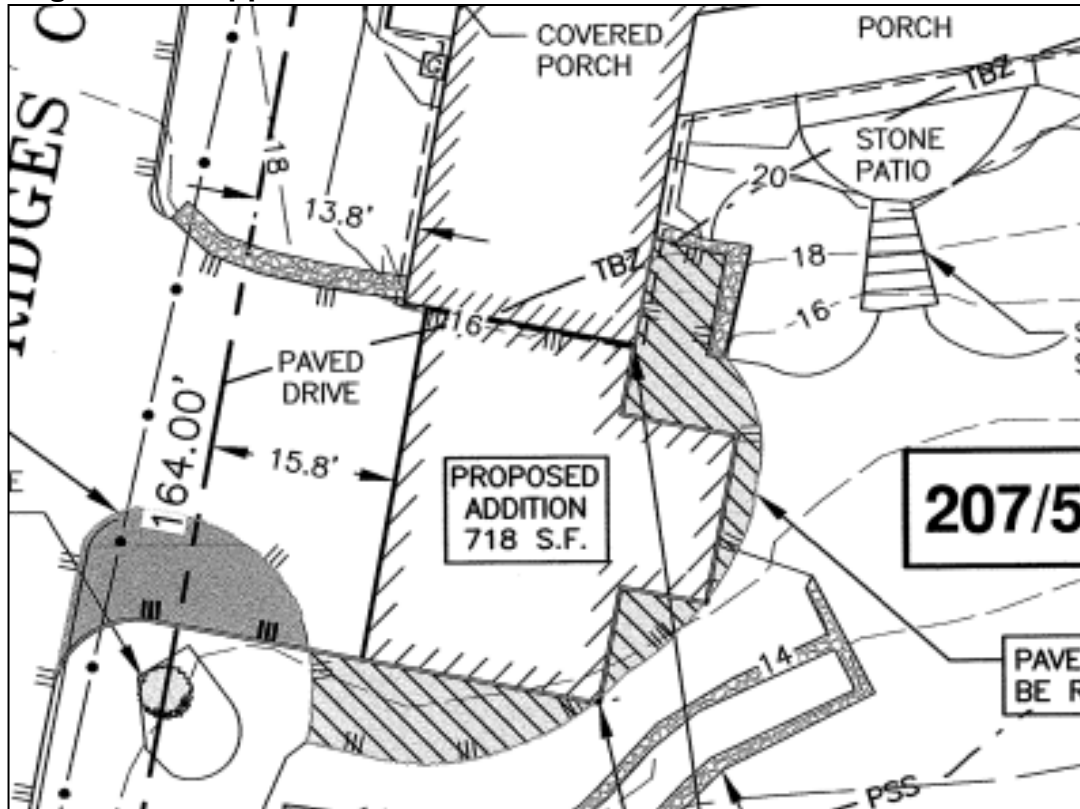 COVERED
PORCH
PORCH
G
TBZ
STONE
PATIO
20
18
13.8'
18
16
TBZ
16
PAVED
DRIVE
164.00'
15.8'
PROPOSED
ADDITION
718 S.F.
207/5
E
14
PAVE
BE R
PSS